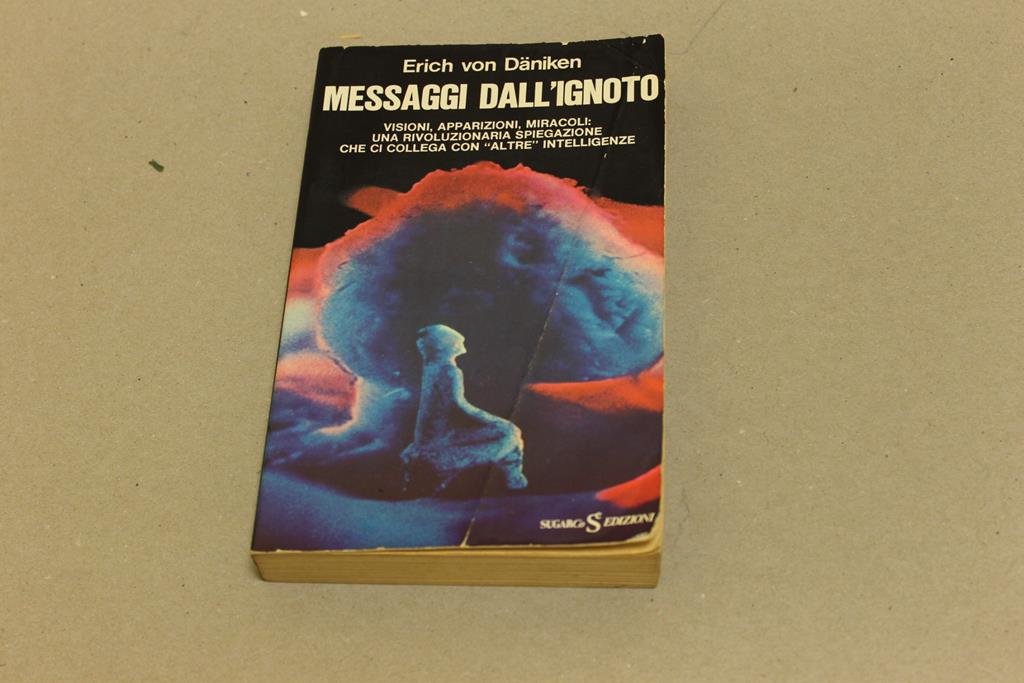 Erich von Däniken
MESSAGGI DALL'IGNOTO
VISIONI, APPARIZIONI, MIRACOLI:
UNA RIVOLUZIONARIA SPIEGAZIONE
CHE CI COLLEGA CON "ALTRE" INTELLIGENZE
SUGARCo S EDIZIONI